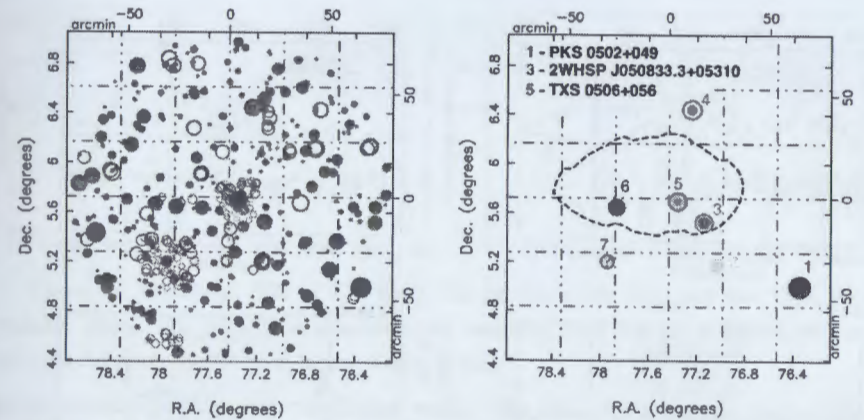 arcmin
−50 0 50
6.8
6.4
6
5.6
5.2
4.8
4.4
50
0
−50
arcmin
Dec. (degrees)
78.4 78 77.6 77.2 76.8 76.4
R.A. (degrees)
arcmin
−50 0 50
1 - PKS 0502+049
3 - 2WHSP J050833.3+05310
5 - TXS 0506+056
6.8
6.4
6
5.6
5.2
4.8
4.4
4
6
5
3
7
2
1
50
0
−50
arcmin
Dec. (degrees)
78.4 78 77.6 77.2 76.8 76.4
R.A. (degrees)